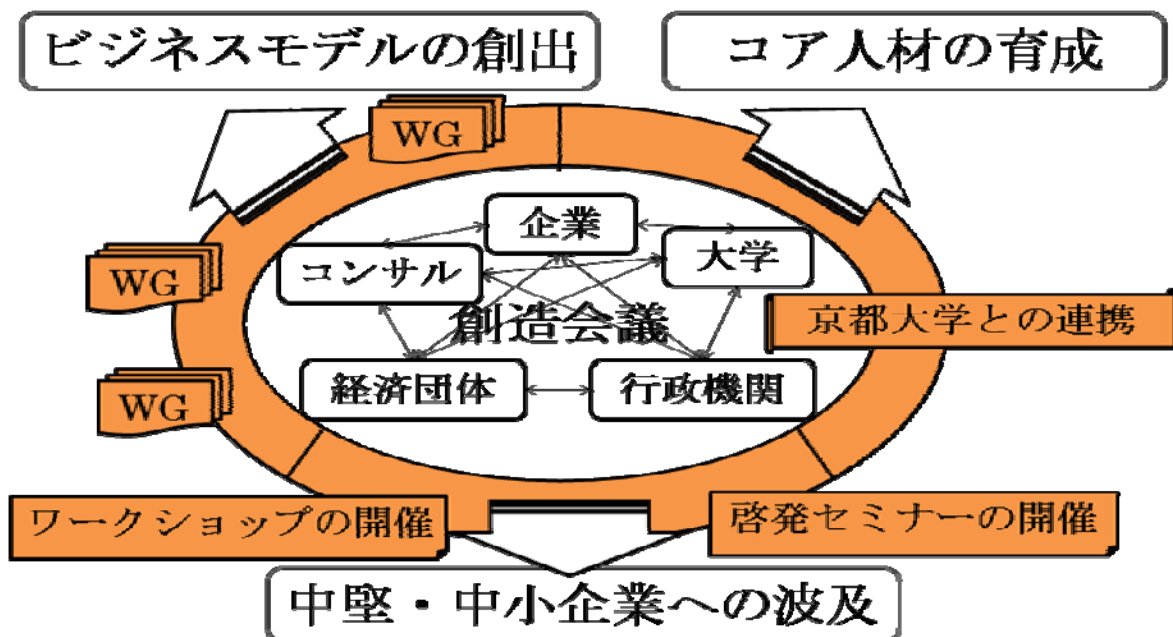 ビジネスモデルの創出
コア人材の育成
WG
企業
大学
コンサル
WG
創造会議
京都大学との連携
経済団体
行政機関
WG
ワークショップの開催
啓発セミナーの開催
中堅・中小企業への波及